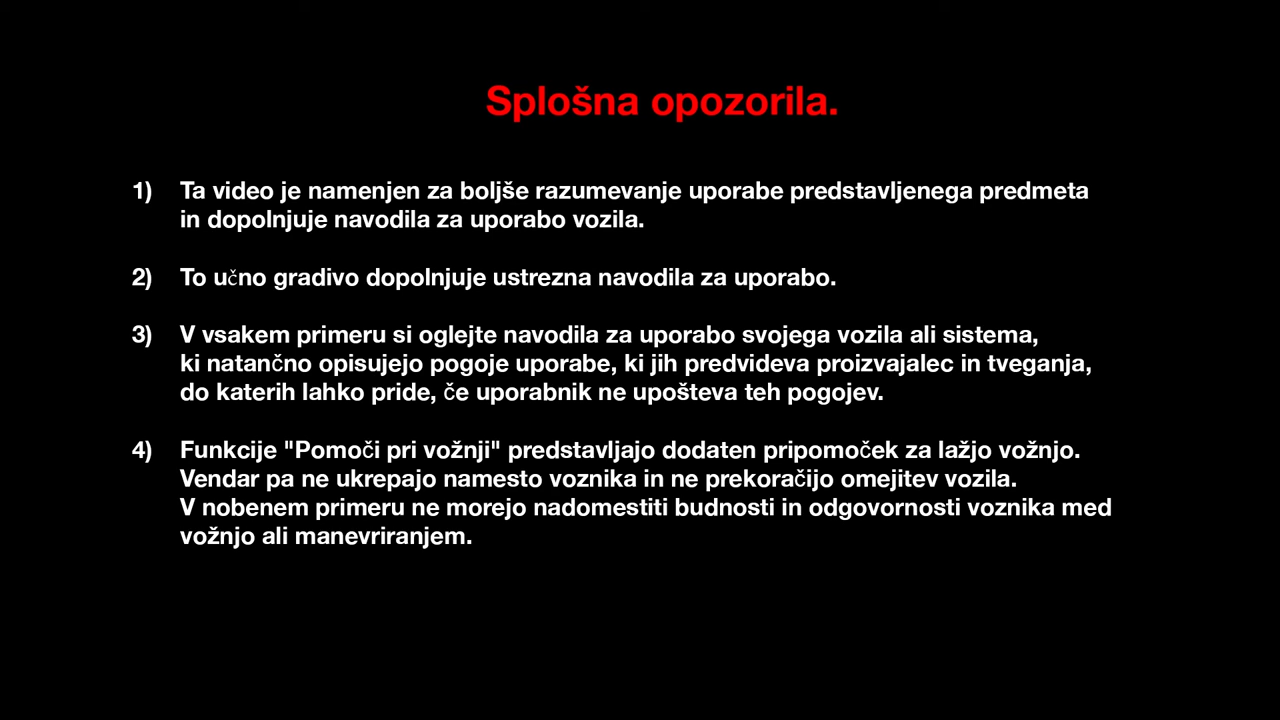 Splošna opozorila.
1) Ta video je namenjen za boljše razumevanje uporabe predstavljenega predmeta
in dopolnjuje navodila za uporabo vozila.
2) To učno gradivo dopolnjuje ustrezna navodila za uporabo.
3) V vsakem primeru si oglejte navodila za uporabo svojega vozila ali sistema,
ki natančno opisujejo pogoje uporabe, ki jih predvideva proizvajalec in tveganja,
do katerih lahko pride, če uporabnik ne upošteva teh pogojev.
4) Funkcije "Pomoči pri vožnji" predstavljajo dodaten pripomoček za lažjo vožnjo.
Vendar pa ne ukrepajo namesto voznika in ne prekoračijo omejitev vozila.
V nobenem primeru ne morejo nadomestiti budnosti in odgovornosti voznika med
vožnjo ali manevriranjem.